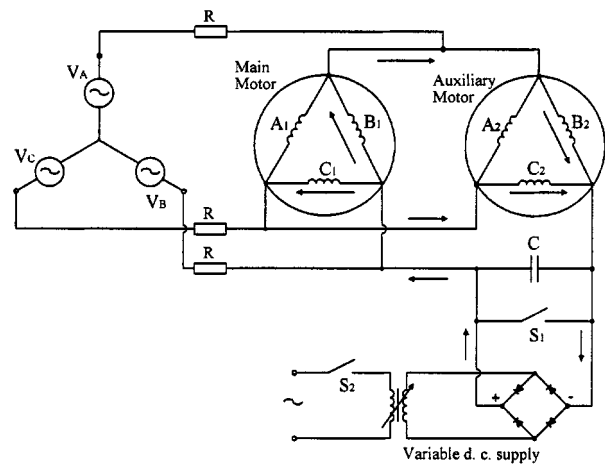 R
Main
Motor
Auxiliary
Motor
VA
A1
B1
A2
B2
VC
C1
C2
VB
R
R
C
S1
S2
+
-
~
Variable d. c. supply